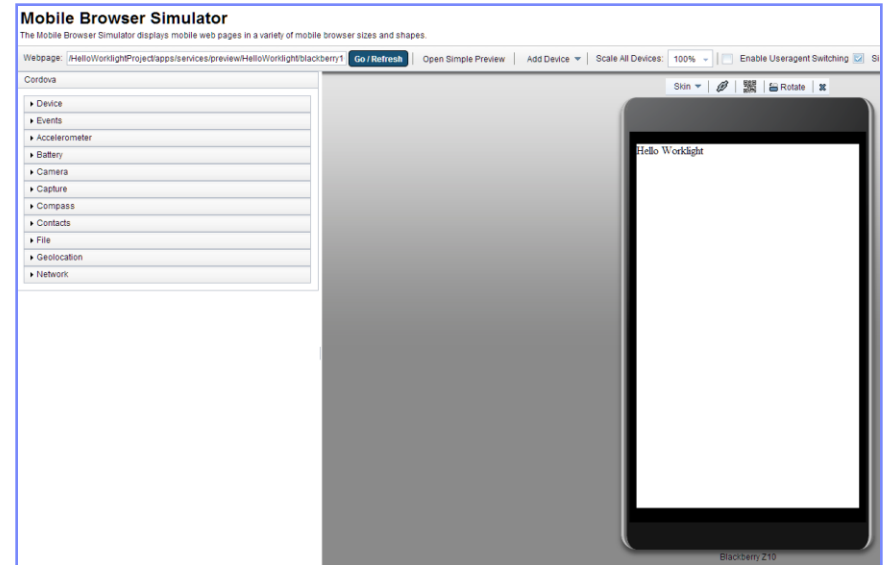 Mobile Browser Simulator
The Mobile Browser Simulator displays mobile web pages in a variety of mobile browser sizes and shapes.
Webpage: /HelloWorklightProject/apps/services/preview/HelloWorklight/blackberry1 Go / Refresh Open Simple Preview Add Device Scale All Devices: 100% Enable Useragent Switching
Cordova
Skin Rotate
Device
Events
Accelerometer
Battery
Camera
Capture
Compass
Contacts
File
Geolocation
Network
Hello Worklight
Blackberry Z10